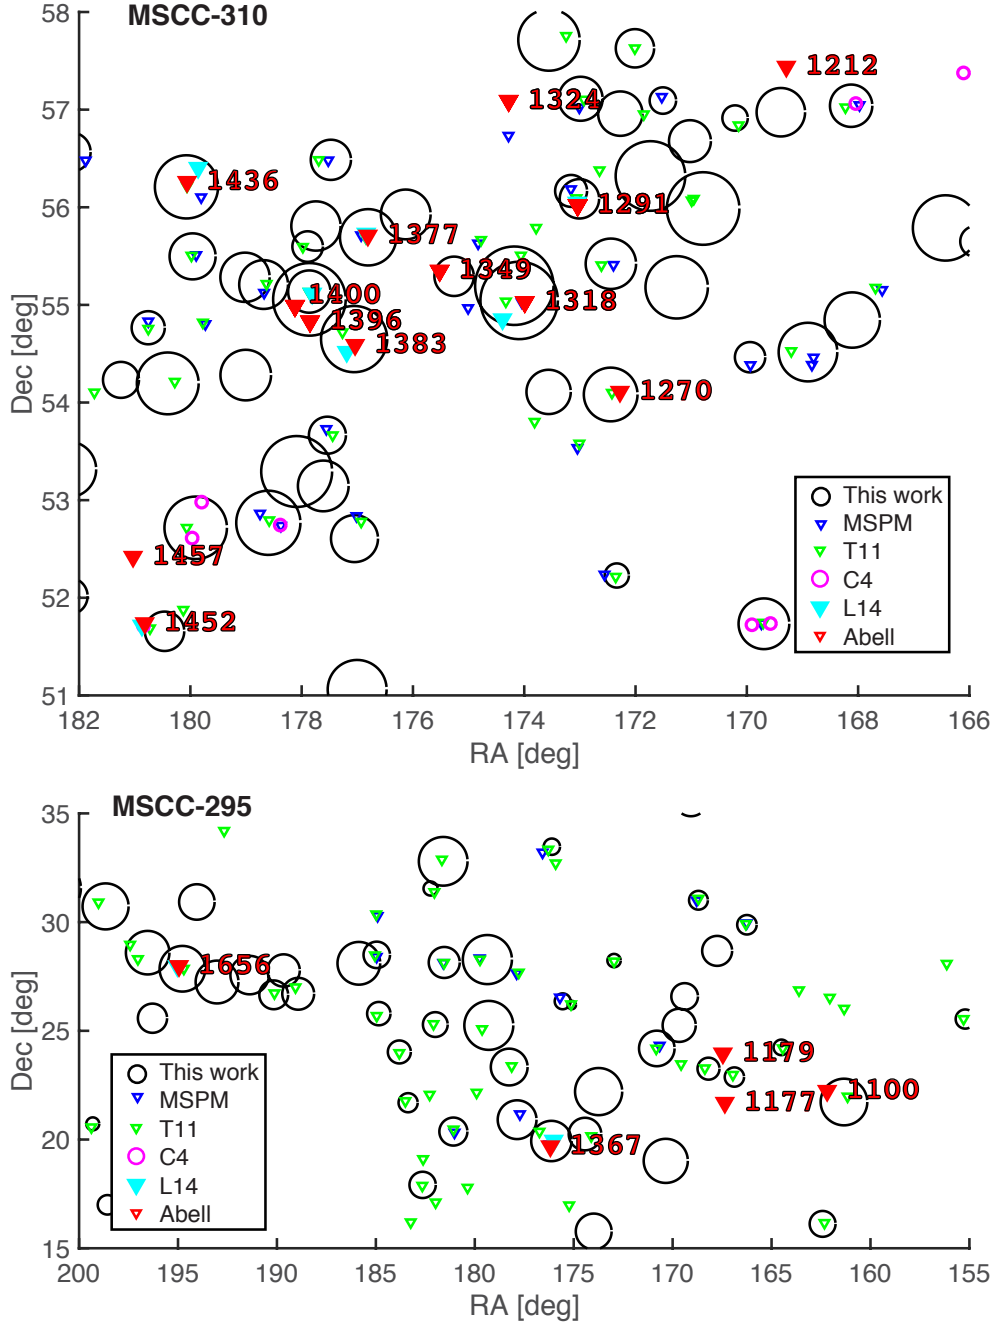 MSCC-310
58
57
56
55
54
53
52
51
Dec [deg]
1212
1324
1436
1291
1377
1349
1400
1318
1396
1383
1270
1457
1452
This work
MSPM
T11
C4
L14
Abell
182 180 178 176 174 172 170 168 166
RA [deg]
MSCC-295
35
30
25
20
15
Dec [deg]
1656
1179
1177
1100
1367
This work
MSPM
T11
C4
L14
Abell
200 195 190 185 180 175 170 165 160 155
RA [deg]